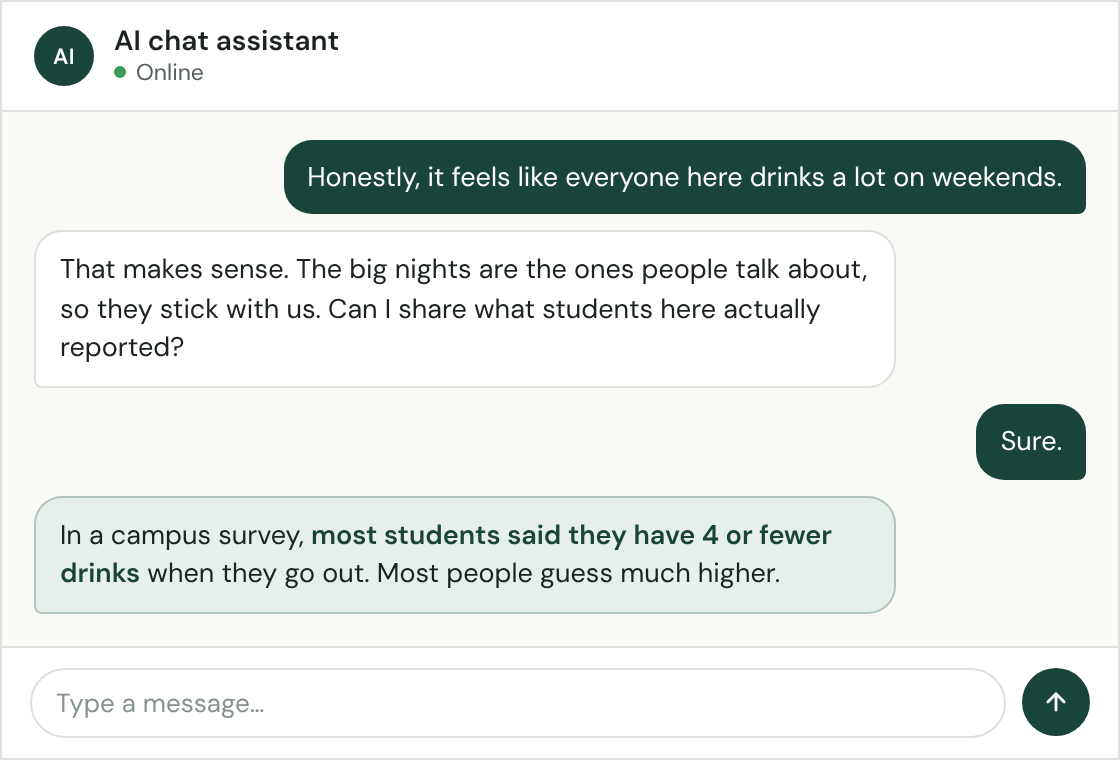 AI
AI chat assistant
Online
Honestly, it feels like everyone here drinks a lot on weekends.
That makes sense. The big nights are the ones people talk about,
so they stick with us. Can I share what students here actually
reported?
Sure.
In a campus survey, most students said they have 4 or fewer
drinks when they go out. Most people guess much higher.
Type a message...